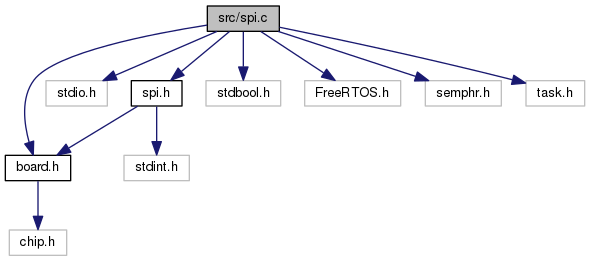 src/spi.c
stdio.h
spi.h
stdbool.h
FreeRTOS.h
semphr.h
task.h
board.h
stdint.h
chip.h